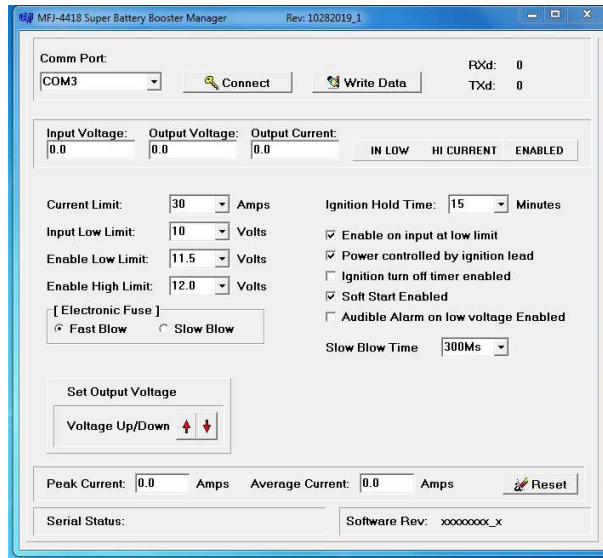 MFJ-4418 Super Battery Booster Manager Rev: 10282019_1
Comm Port:
COM3 Connect Write Data
RXd: 0
TXd: 0
Input Voltage: Output Voltage: Output Current:
0.0 0.0 0.0 IN LOW HI CURRENT ENABLED
Current Limit: 30 Amps
Input Low Limit: 10 Volts
Enable Low Limit: 11.5 Volts
Enable High Limit: 12.0 Volts
[ Electronic Fuse ]
Fast Blow Slow Blow
Ignition Hold Time: 15 Minutes
Enable on input at low limit
Power controlled by ignition lead
Ignition turn off timer enabled
Soft Start Enabled
Audible Alarm on low voltage Enabled
Slow Blow Time 300Ms
Set Output Voltage
Voltage Up/Down
Peak Current: 0.0 Amps Average Current: 0.0 Amps Reset
Serial Status: Software Rev: xxxxxxxx_x